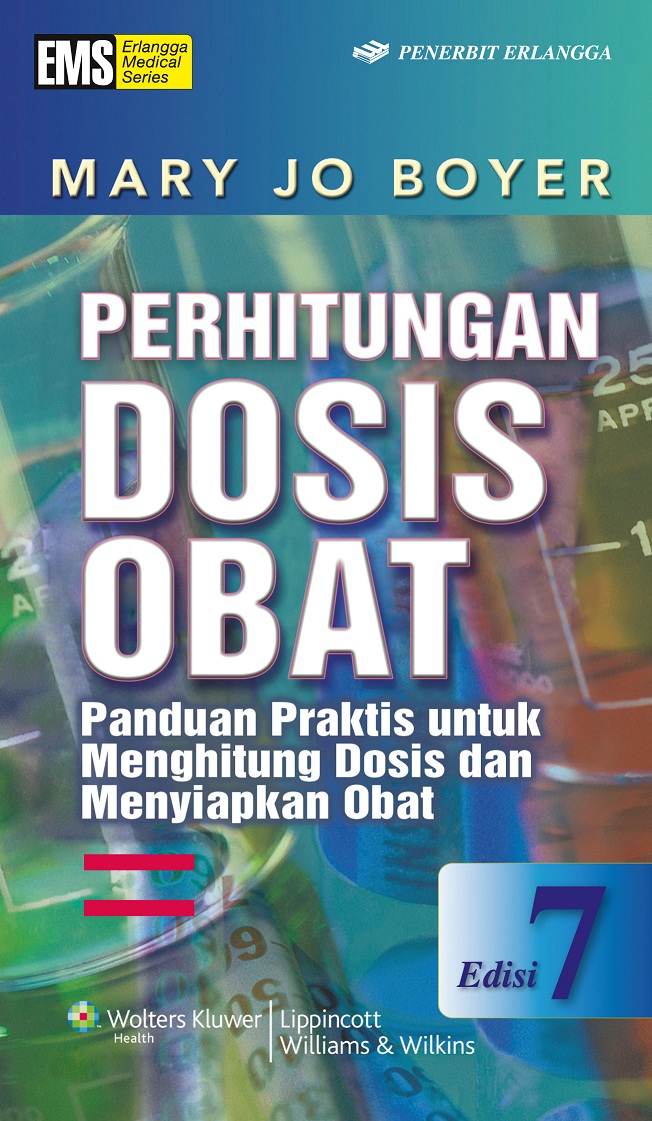 EMS Erlangga
Medical
Series
PENERBIT ERLANGGA
MARY JO BOYER
PERHITUNGAN
DOSIS
OBAT
Panduan Praktis untuk
Menghitung Dosis dan
Menyiapkan Obat
Edisi 7
Wolters Kluwer
Health
Lippincott
Williams & Wilkins
25